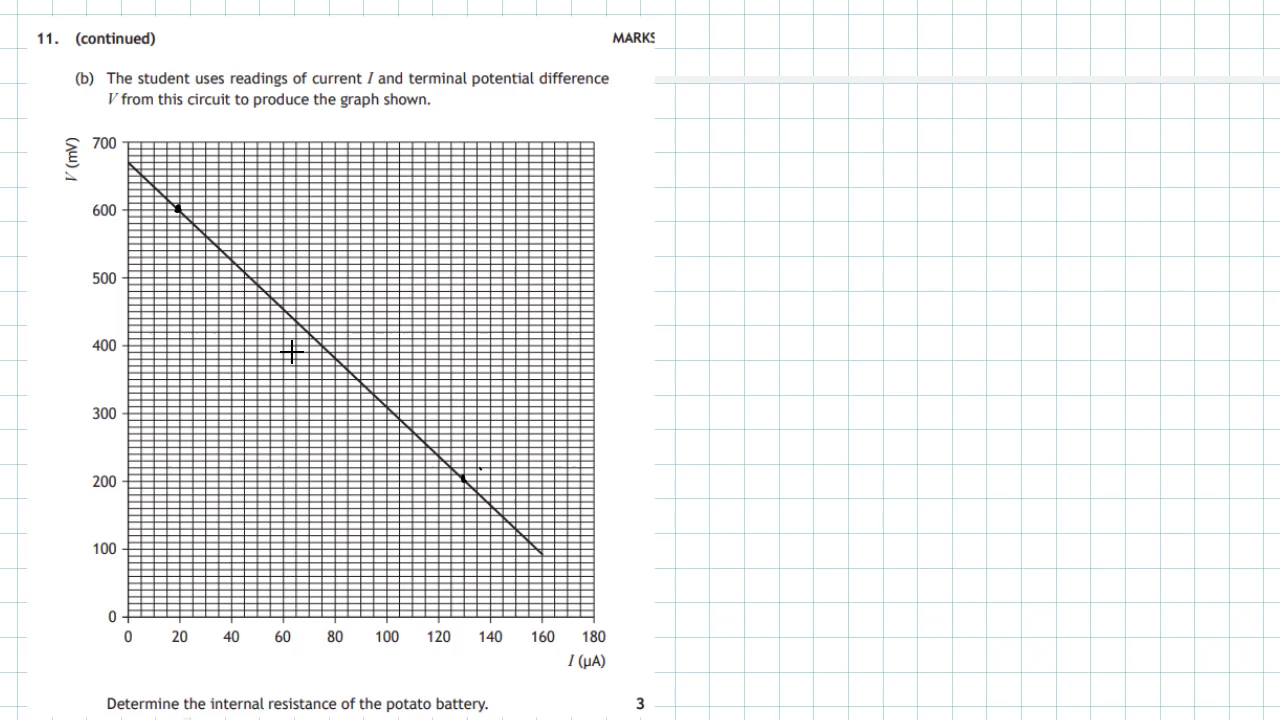 11. (continued)
MARKS
(b) The student uses readings of current I and terminal potential difference
V from this circuit to produce the graph shown.
V (mV)
700
600
500
400
300
200
100
0
0 20 40 60 80 100 120 140 160 180
I (μA)
Determine the internal resistance of the potato battery.
3